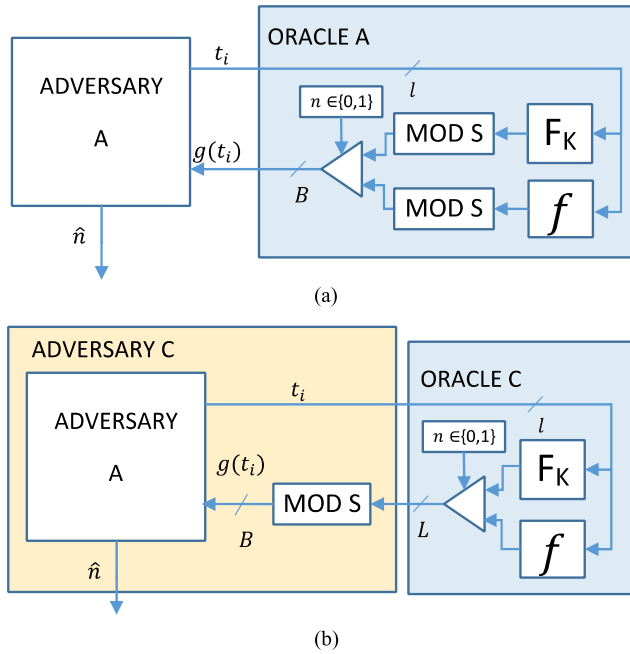 ORACLE A
ADVERSARY
A
t_i
l
n ∈{0,1}
MOD S
F_K
g(t_i)
B
MOD S
f
n̂
(a)
ADVERSARY C
ORACLE C
ADVERSARY
A
t_i
l
n ∈{0,1}
g(t_i)
F_K
MOD S
B
L
f
n̂
(b)